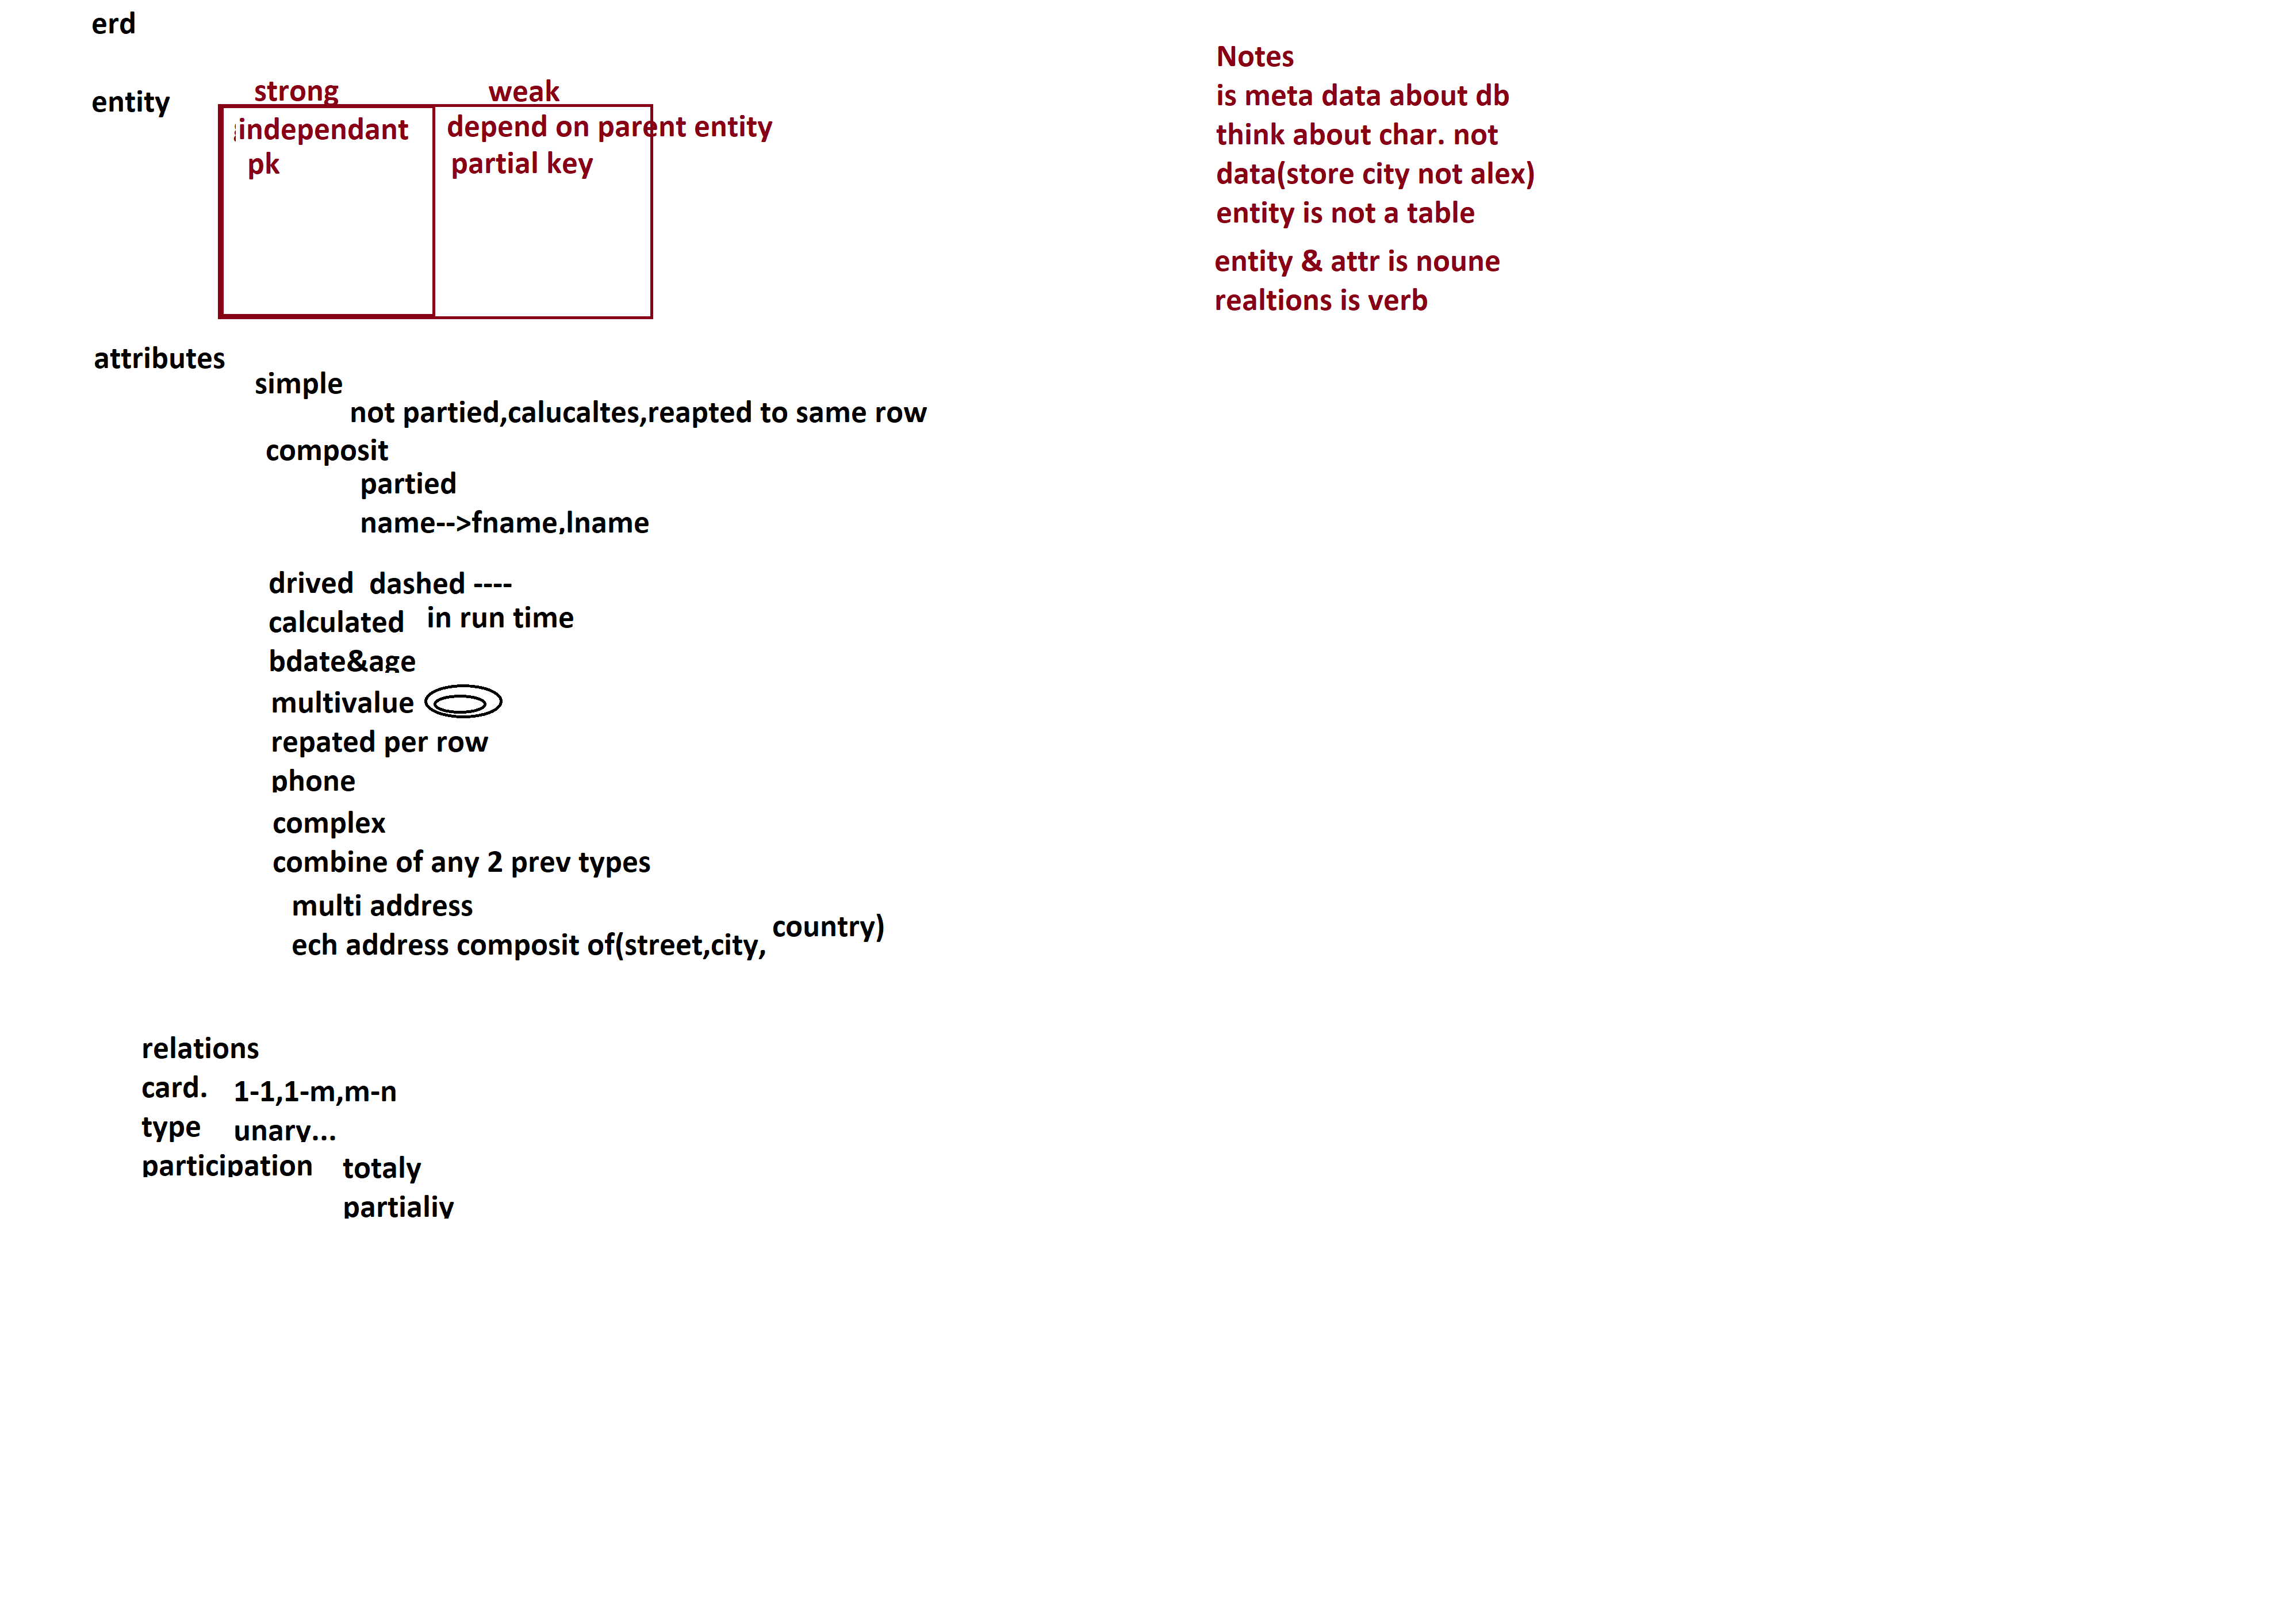 erd
entity
strong weak
independant depend on parent entity
pk partial key
attributes
simple
not partied,calucaltes,reapted to same row
composit
partied
name-->fname,lname
drived dashed ----
calculated in run time
bdate&age
multivalue
repated per row
phone
complex
combine of any 2 prev types
multi address
ech address composit of(street,city, country)
relations
card. 1-1,1-m,m-n
type unary...
participation totaly
partialiy
Notes
is meta data about db
think about char. not
data(store city not alex)
entity is not a table
entity & attr is noune
realtions is verb